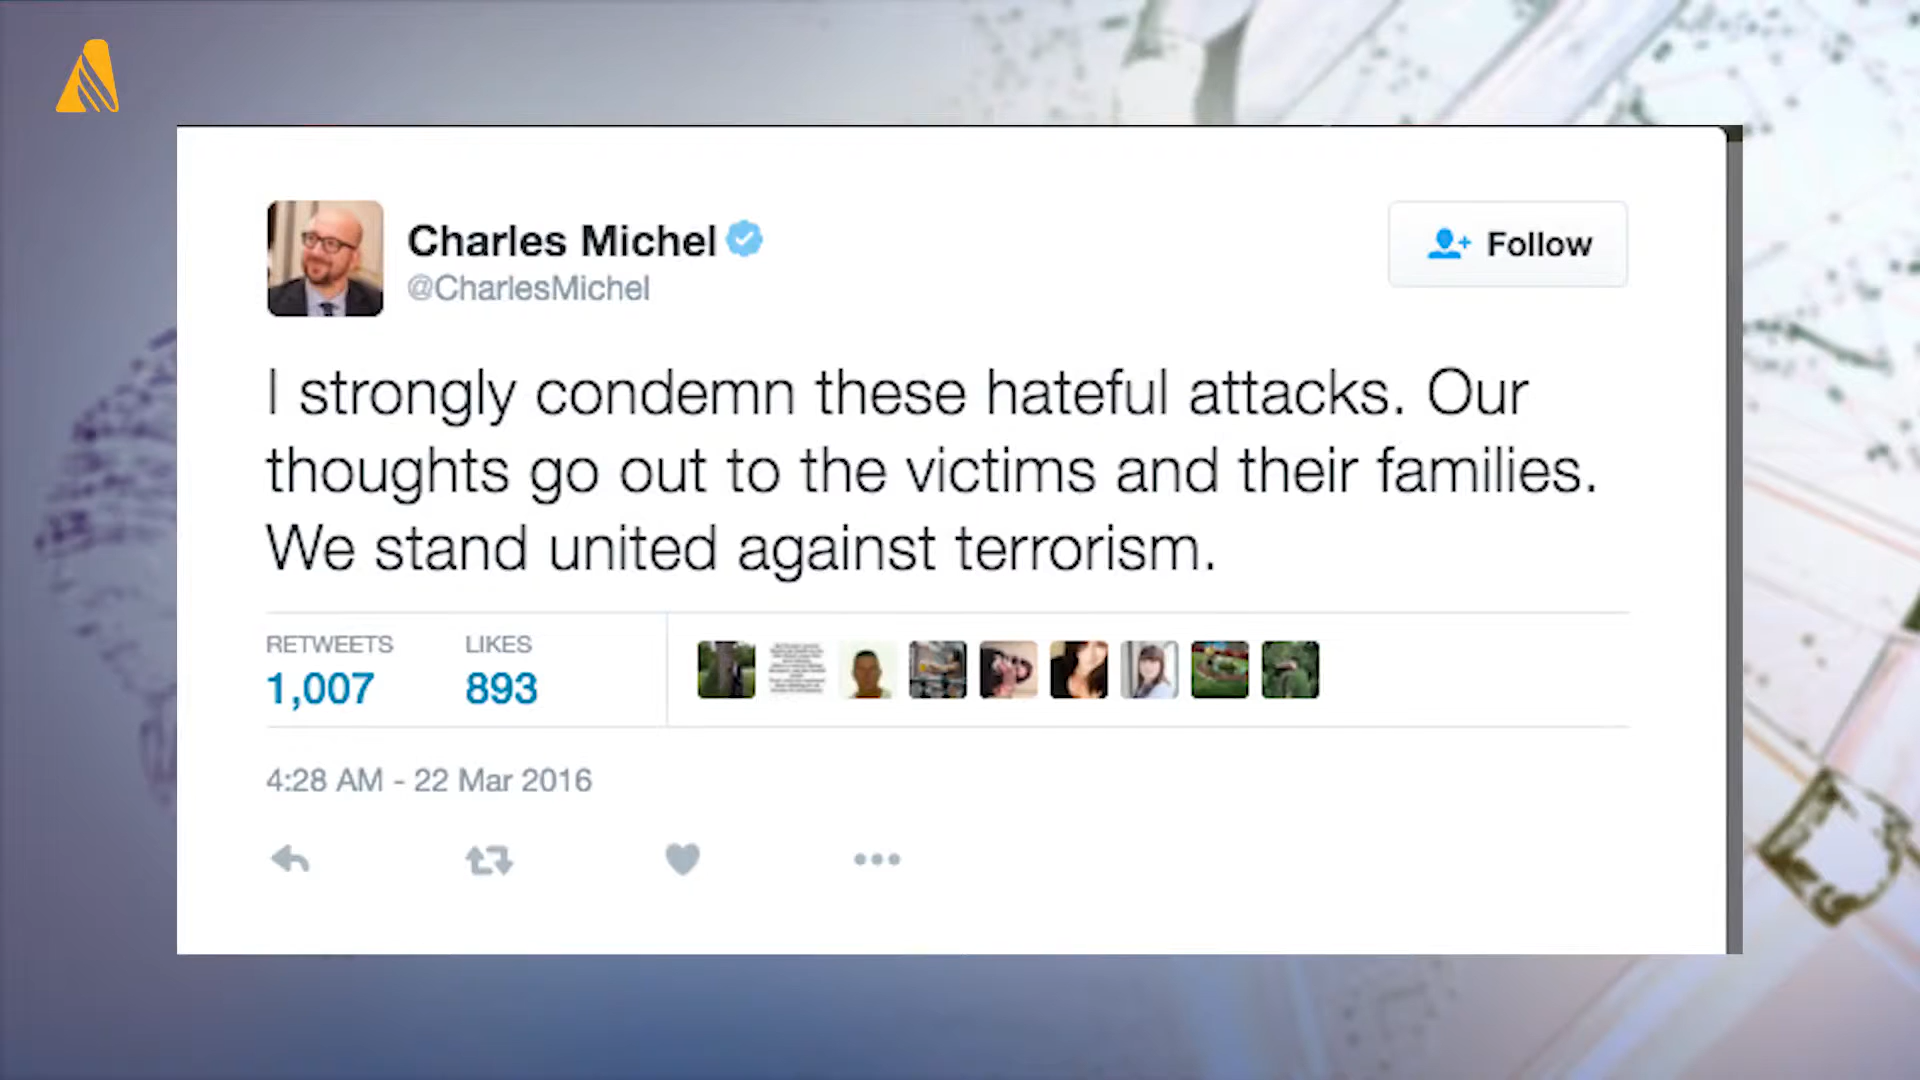 Charles Michel
@CharlesMichel
Follow
I strongly condemn these hateful attacks. Our
thoughts go out to the victims and their families.
We stand united against terrorism.
RETWEETS LIKES
1,007 893
4:28 AM - 22 Mar 2016